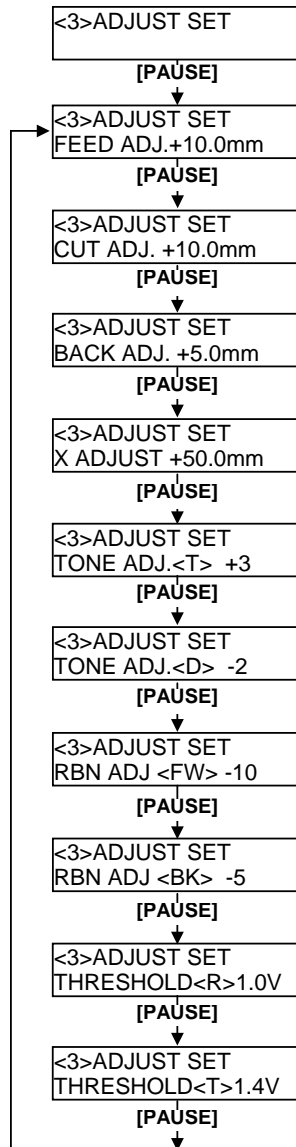 <3>ADJUST SET
[PAUSE]
<3>ADJUST SET
FEED ADJ.+10.0mm
[PAUSE]
<3>ADJUST SET
CUT ADJ. +10.0mm
[PAUSE]
<3>ADJUST SET
BACK ADJ. +5.0mm
[PAUSE]
<3>ADJUST SET
X ADJUST +50.0mm
[PAUSE]
<3>ADJUST SET
TONE ADJ.<T> +3
[PAUSE]
<3>ADJUST SET
TONE ADJ.<D> -2
[PAUSE]
<3>ADJUST SET
RBN ADJ <FW> -10
[PAUSE]
<3>ADJUST SET
RBN ADJ <BK> -5
[PAUSE]
<3>ADJUST SET
THRESHOLD<R>1.0V
[PAUSE]
<3>ADJUST SET
THRESHOLD<T>1.4V
[PAUSE]